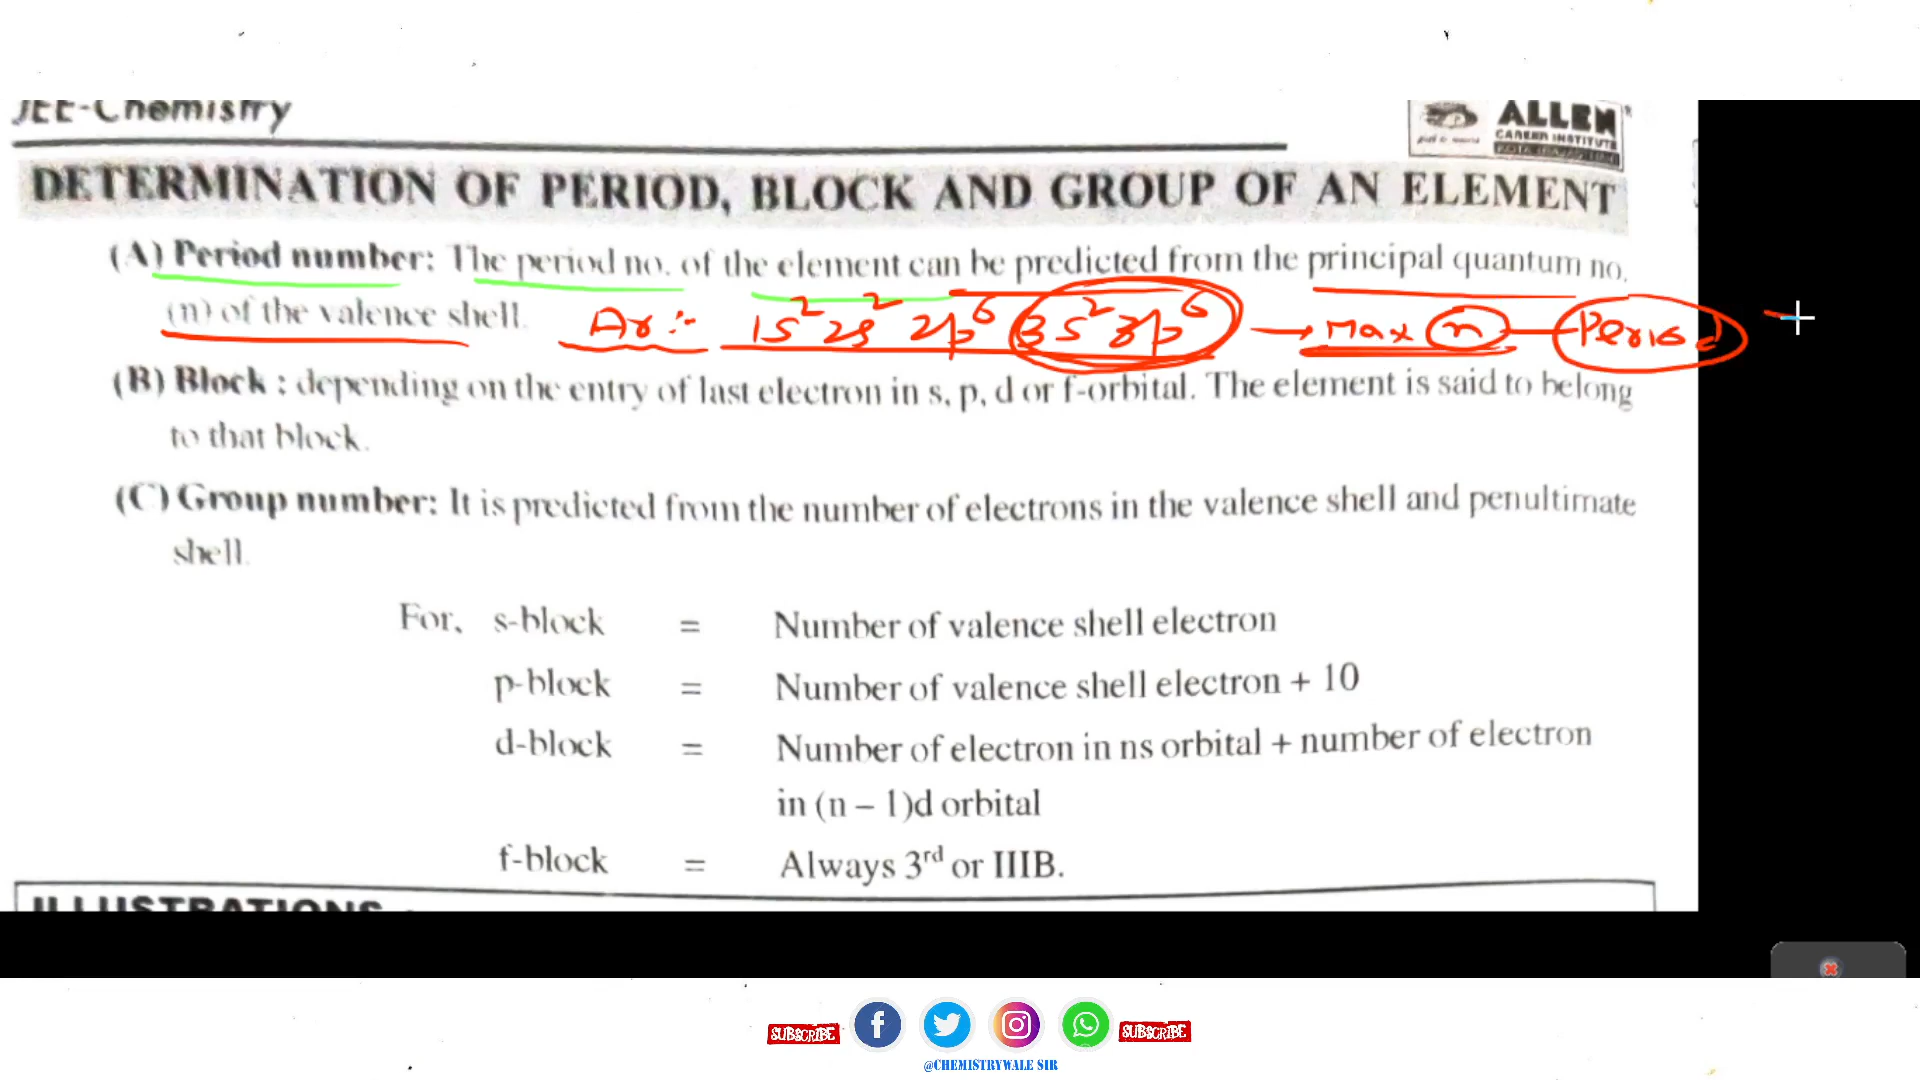 JEE-Chemistry
ALLEN
CAREER INSTITUTE
DETERMINATION OF PERIOD, BLOCK AND GROUP OF AN ELEMENT
(A) Period number: The period no. of the element can be predicted from the principal quantum no.
(n) of the valence shell.
Ar :- 1s² 2s² 2p⁶ 3s² 3p⁶ → Max n — Period
(B) Block : depending on the entry of last electron in s, p, d or f-orbital. The element is said to belong
to that block.
(C) Group number: It is predicted from the number of electrons in the valence shell and penultimate
shell.
For, s-block = Number of valence shell electron
p-block = Number of valence shell electron + 10
d-block = Number of electron in ns orbital + number of electron
in (n – 1)d orbital
f-block = Always 3rd or IIIB.
ILLUSTRATIONS
SUBSCRIBE SUBSCRIBE
@CHEMISTRYWALE SIR